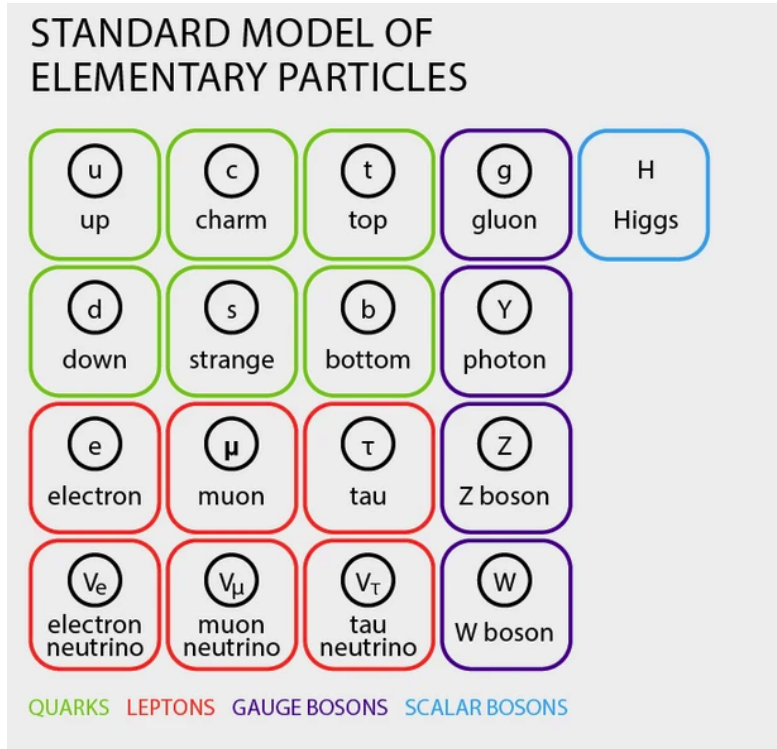 STANDARD MODEL OF
ELEMENTARY PARTICLES
u c t g H
up charm top gluon Higgs
d s b Y
down strange bottom photon
e μ τ Z
electron muon tau Z boson
Ve Vμ Vτ W
electron neutrino muon neutrino tau neutrino W boson
QUARKS LEPTONS GAUGE BOSONS SCALAR BOSONS